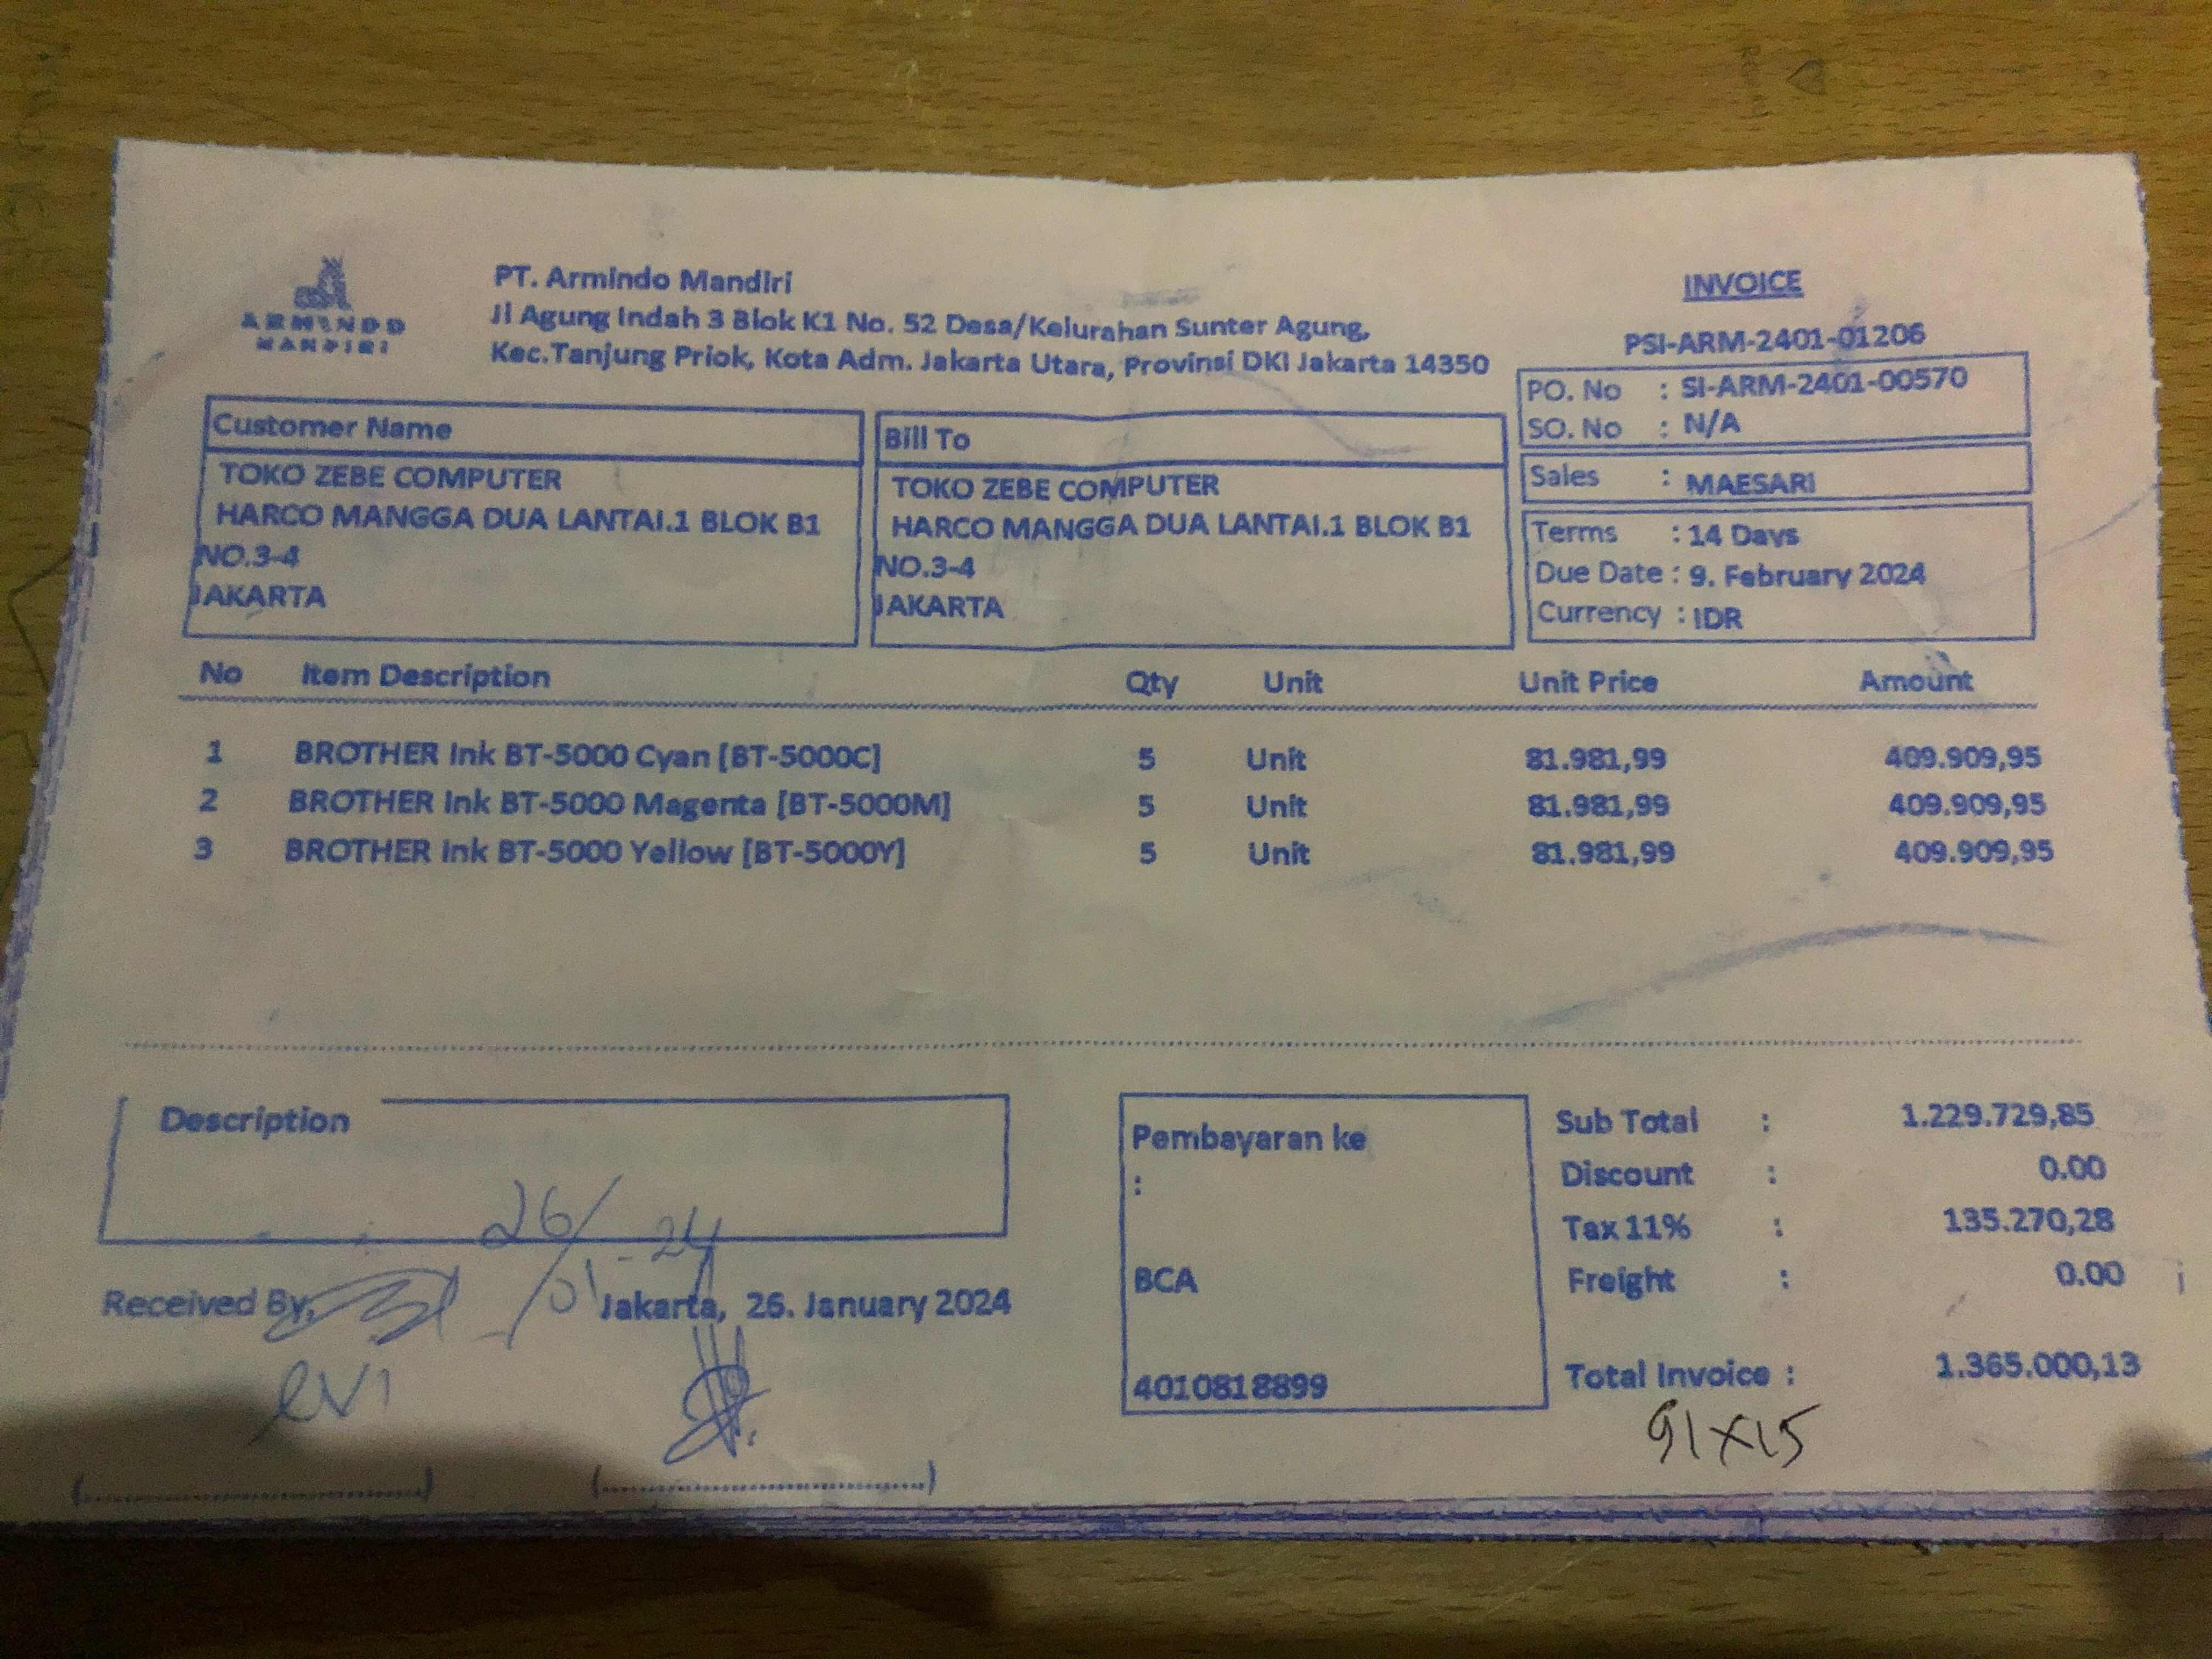 ARMINDO
MANDIRI
PT. Armindo Mandiri
Jl Agung Indah 3 Blok K1 No. 52 Desa/Kelurahan Sunter Agung,
Kec.Tanjung Priok, Kota Adm. Jakarta Utara, Provinsi DKI Jakarta 14350
INVOICE
PSI-ARM-2401-01206
PO. No : SI-ARM-2401-00570
SO. No : N/A
Sales : MAESARI
Terms : 14 Days
Due Date : 9. February 2024
Currency : IDR
Customer Name
TOKO ZEBE COMPUTER
HARCO MANGGA DUA LANTAI.1 BLOK B1
NO.3-4
JAKARTA
Bill To
TOKO ZEBE COMPUTER
HARCO MANGGA DUA LANTAI.1 BLOK B1
NO.3-4
JAKARTA
No Item Description Qty Unit Unit Price Amount
1 BROTHER Ink BT-5000 Cyan [BT-5000C] 5 Unit 81.981,99 409.909,95
2 BROTHER Ink BT-5000 Magenta [BT-5000M] 5 Unit 81.981,99 409.909,95
3 BROTHER Ink BT-5000 Yellow [BT-5000Y] 5 Unit 81.981,99 409.909,95
Description
26/01-24
Received By,
Jakarta, 26. January 2024
evi
(....................)
(....................)
Pembayaran ke
:
BCA
4010818899
Sub Total : 1.229.729,85
Discount : 0.00
Tax 11% : 135.270,28
Freight : 0.00
Total Invoice : 1.365.000,13
91x15